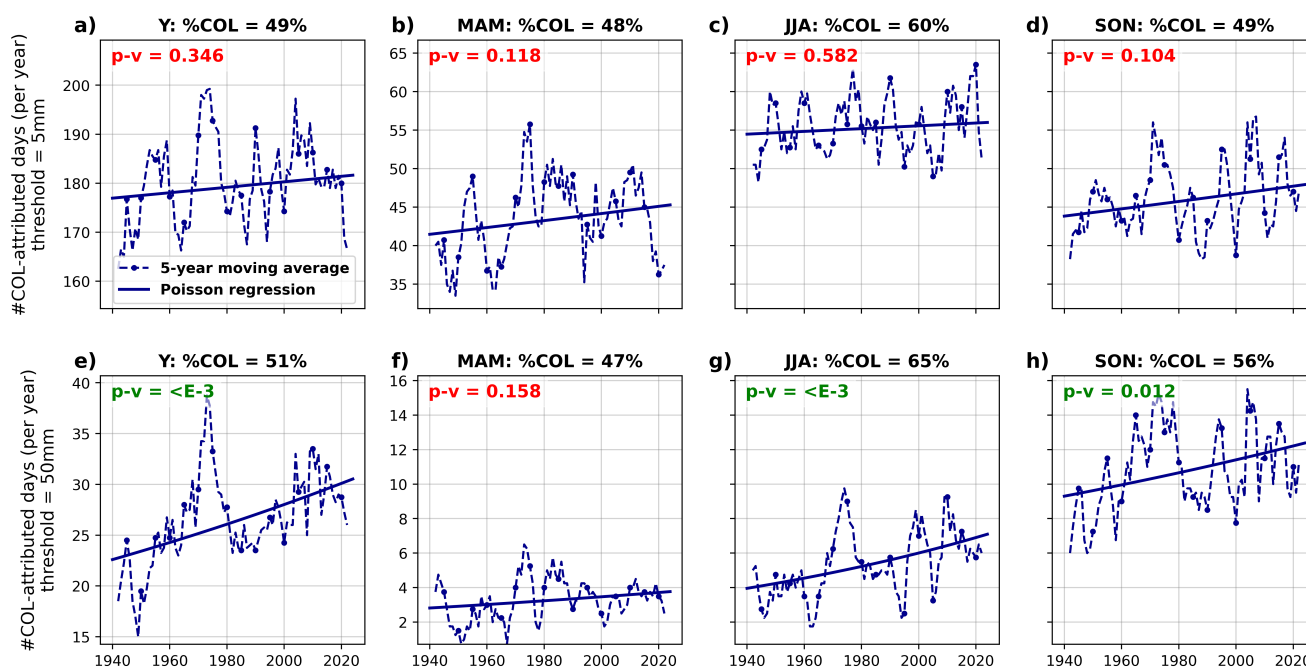 a) Y: %COL = 49%
b) MAM: %COL = 48%
c) JJA: %COL = 60%
d) SON: %COL = 49%
#COL-attributed days (per year)
threshold = 5mm
p-v = 0.346
p-v = 0.118
p-v = 0.582
p-v = 0.104
200
190
180
170
160
65
60
55
50
45
40
35
5-year moving average
Poisson regression
e) Y: %COL = 51%
f) MAM: %COL = 47%
g) JJA: %COL = 65%
h) SON: %COL = 56%
#COL-attributed days (per year)
threshold = 50mm
p-v = <E-3
p-v = 0.158
p-v = <E-3
p-v = 0.012
40
35
30
25
20
15
16
14
12
10
8
6
4
2
1940 1960 1980 2000 2020
1940 1960 1980 2000 2020
1940 1960 1980 2000 2020
1940 1960 1980 2000 2020